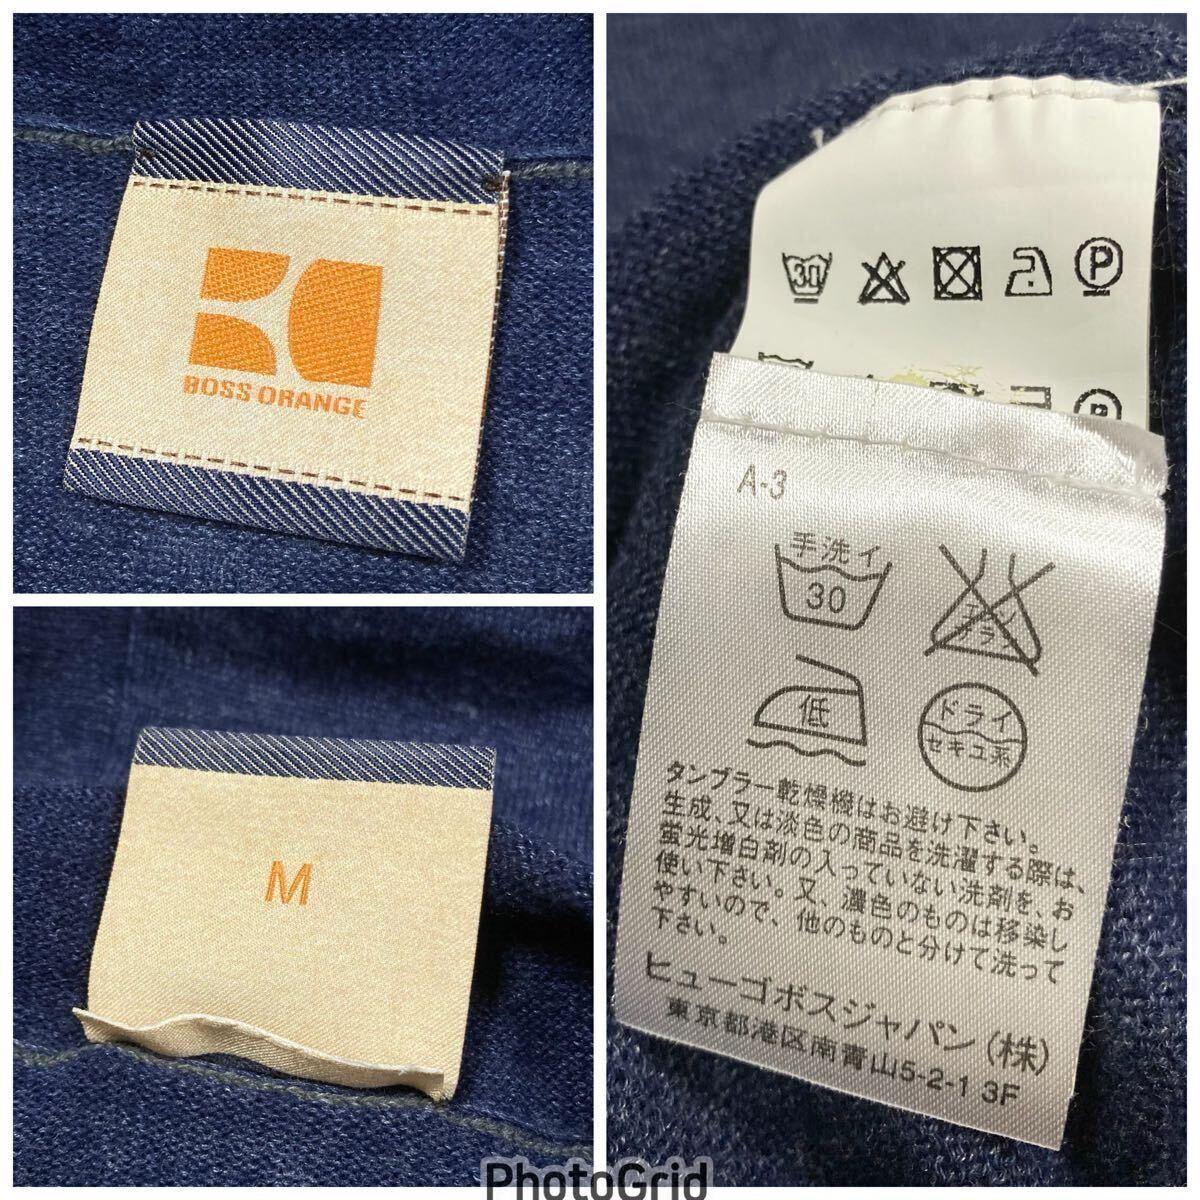 BOSS ORANGE
M
30
P
A-3
手洗イ
30
エンソ
サラシ
低
ドライ
セキユ系
タンブラー乾燥機はお避け下さい。
生成、又は淡色の商品を洗濯する際は、
蛍光増白剤の入っていない洗剤を、お
使い下さい。又、濃色のものは移染し
やすいので、他のものと分けて洗って
下さい。
ヒューゴボスジャパン(株)
東京都港区南青山5-2-1 3F
PhotoGrid